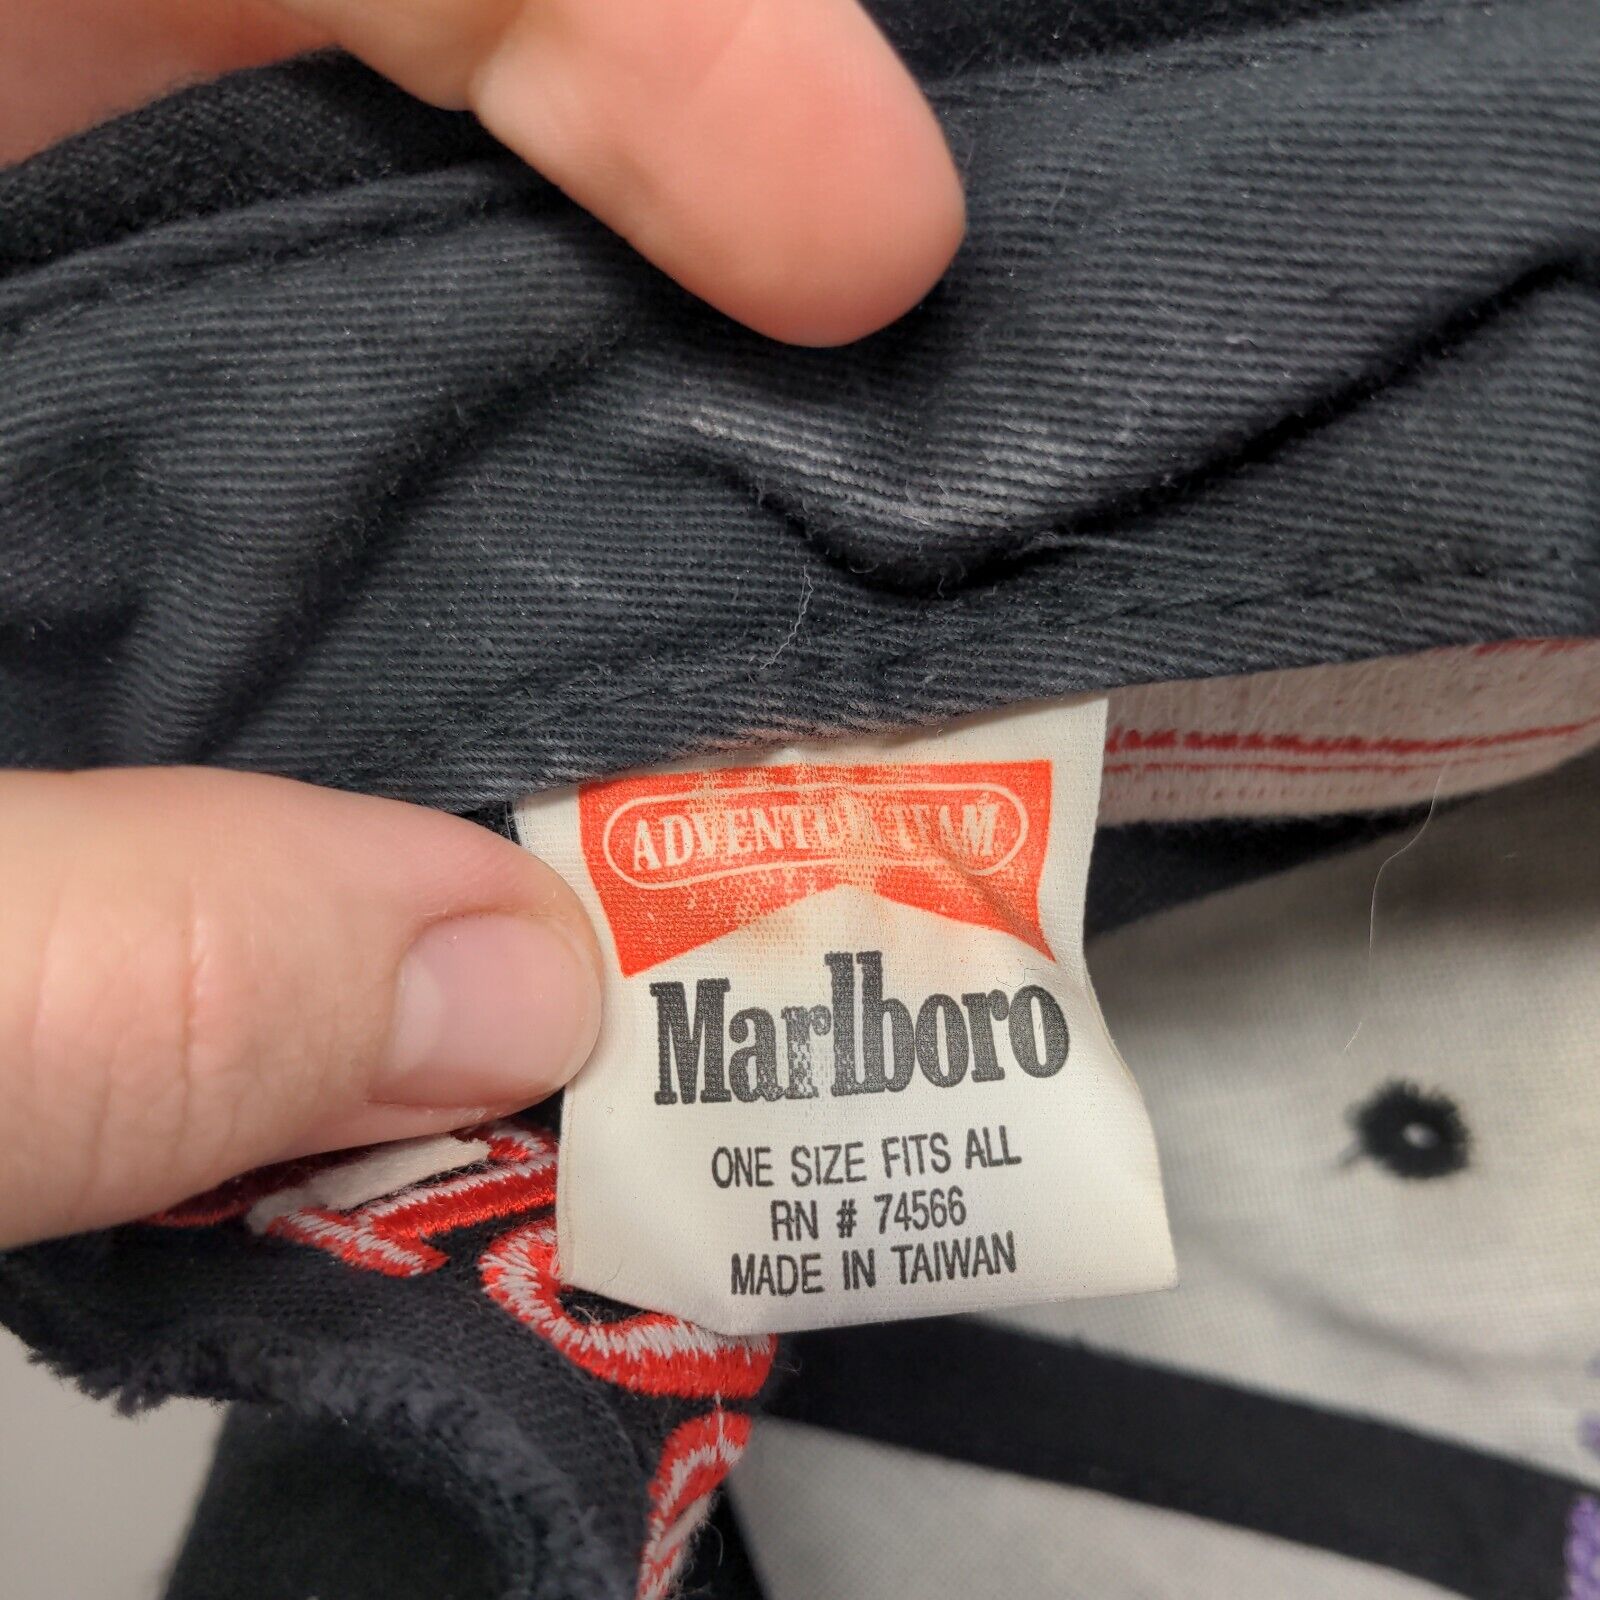 ADVENTURE TEAM
Marlboro
ONE SIZE FITS ALL
RN # 74566
MADE IN TAIWAN